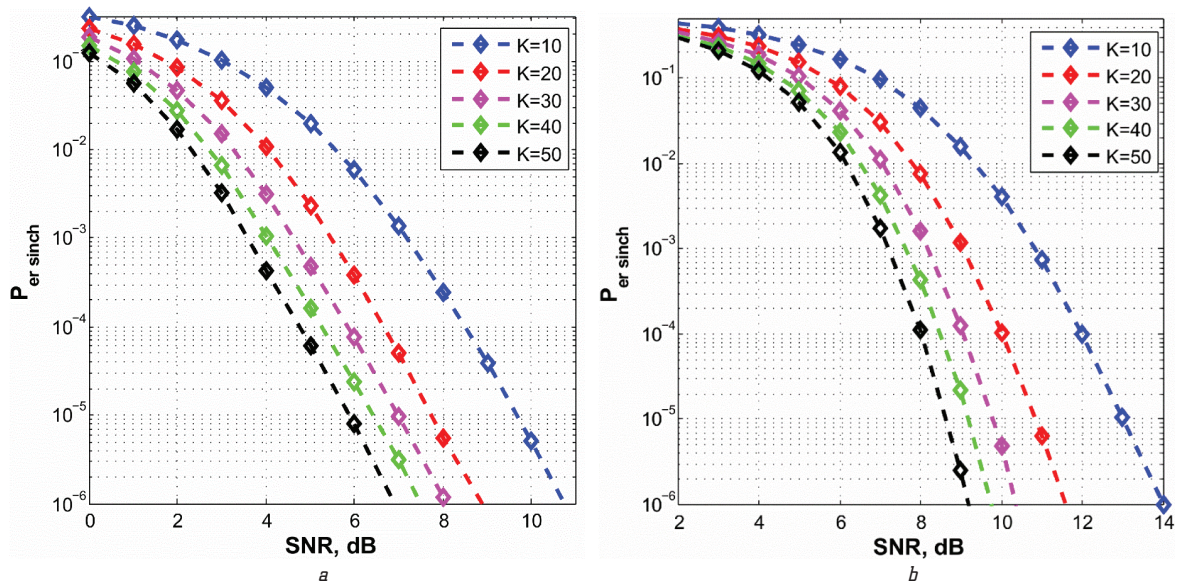 K=10
K=20
K=30
K=40
K=50
10^-1
10^-2
10^-3
10^-4
10^-5
10^-6
P_er sinch
0 2 4 6 8 10
SNR, dB
a
K=10
K=20
K=30
K=40
K=50
10^-1
10^-2
10^-3
10^-4
10^-5
10^-6
P_er sinch
2 4 6 8 10 12 14
SNR, dB
b